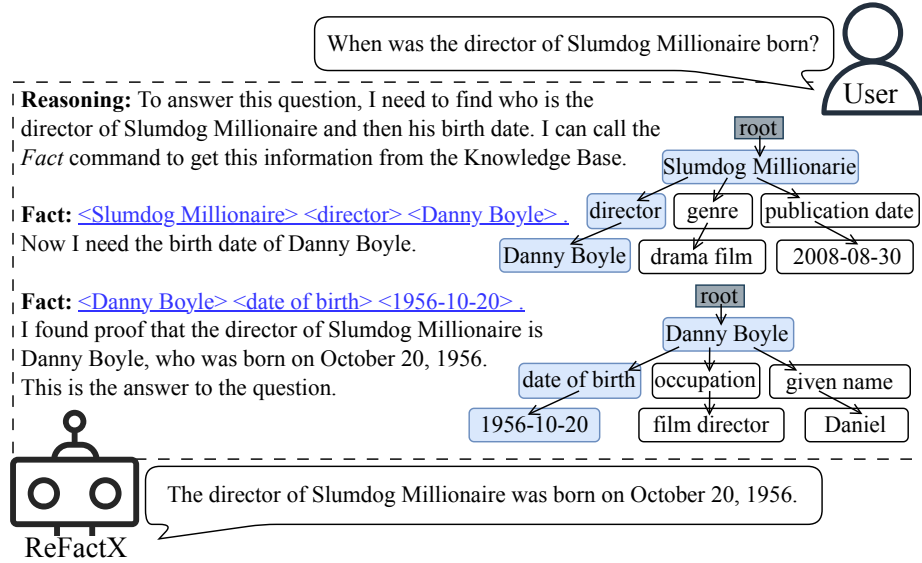 When was the director of Slumdog Millionaire born?
User
Reasoning: To answer this question, I need to find who is the
director of Slumdog Millionaire and then his birth date. I can call the
Fact command to get this information from the Knowledge Base.
root
Slumdog Millionarie
director genre publication date
Danny Boyle drama film 2008-08-30
Fact: <Slumdog Millionaire> <director> <Danny Boyle> .
Now I need the birth date of Danny Boyle.
Fact: <Danny Boyle> <date of birth> <1956-10-20> .
I found proof that the director of Slumdog Millionaire is
Danny Boyle, who was born on October 20, 1956.
This is the answer to the question.
root
Danny Boyle
date of birth occupation given name
1956-10-20 film director Daniel
The director of Slumdog Millionaire was born on October 20, 1956.
ReFactX